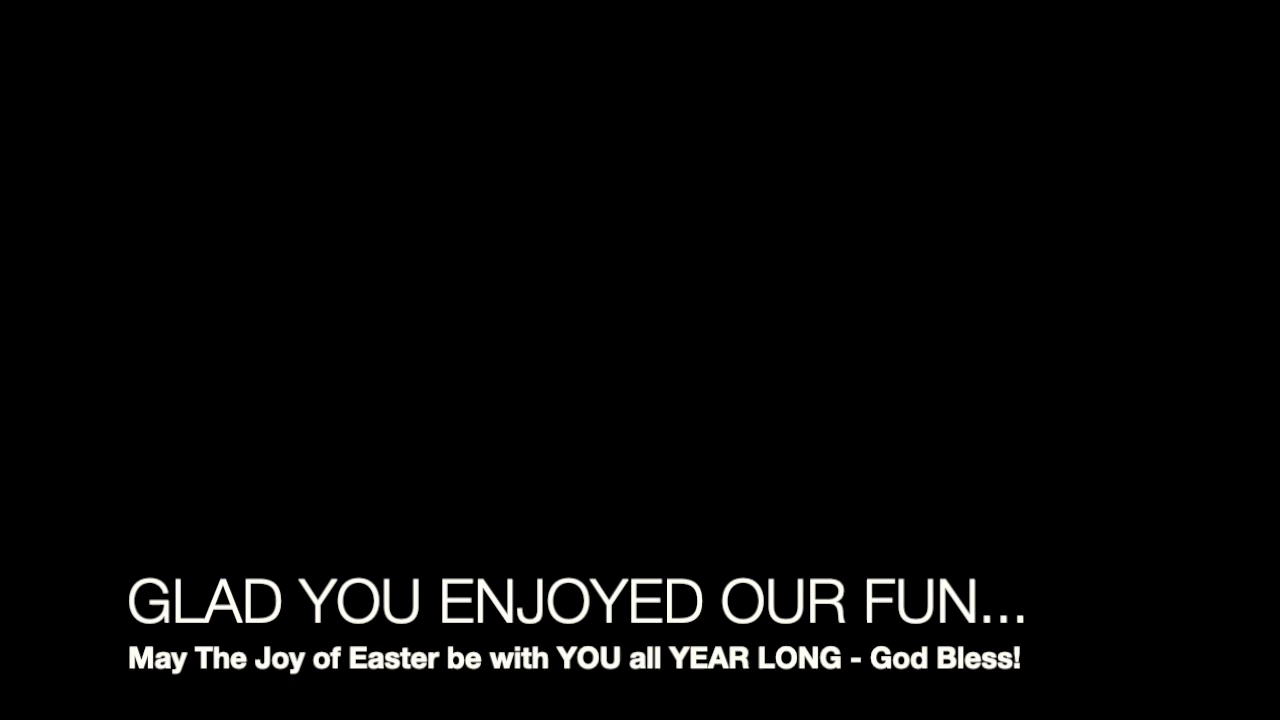 GLAD YOU ENJOYED OUR FUN...
May The Joy of Easter be with YOU all YEAR LONG - God Bless!